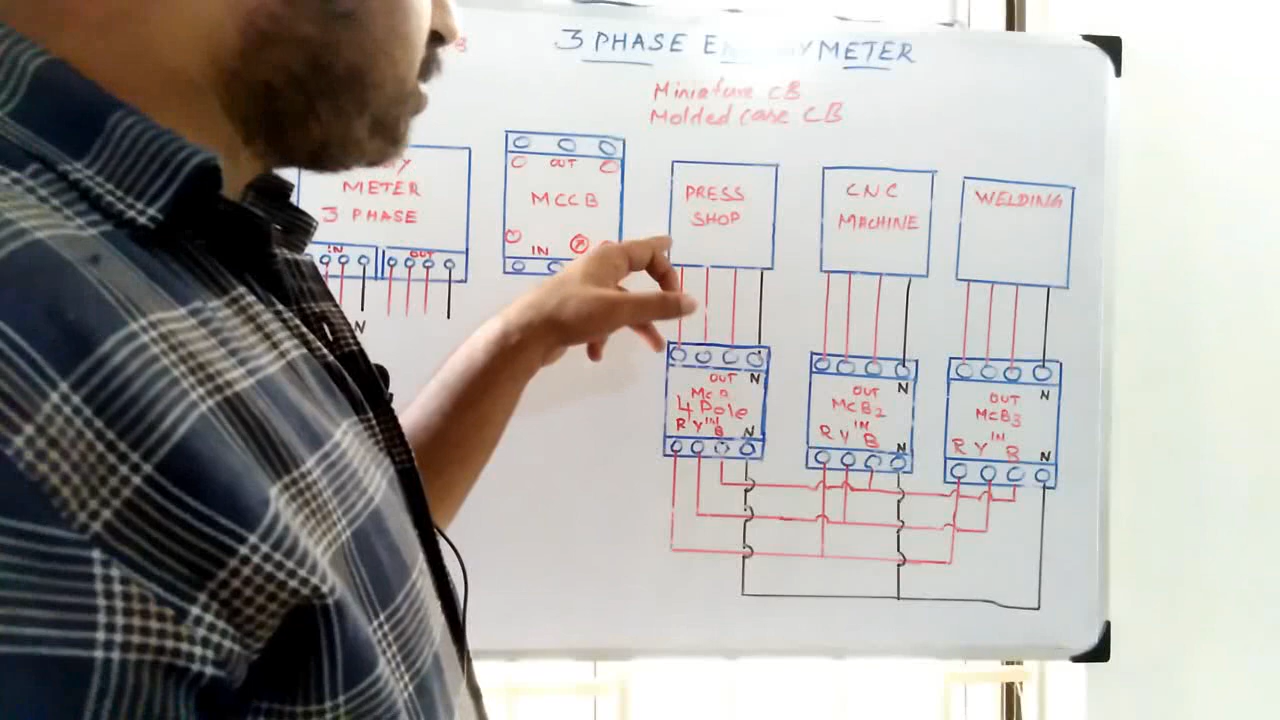 3 PHASE E
METER
Miniature CB
Molded Case CB
METER
3 PHASE
IN
OUT
N
OUT
MCCB
IN
PRESS
SHOP
CNC
MACHINE
WELDING
OUT N
4 Pole
R Y IN B N
OUT N
MCB2
R Y IN B N
OUT N
MCB3
R Y IN B N